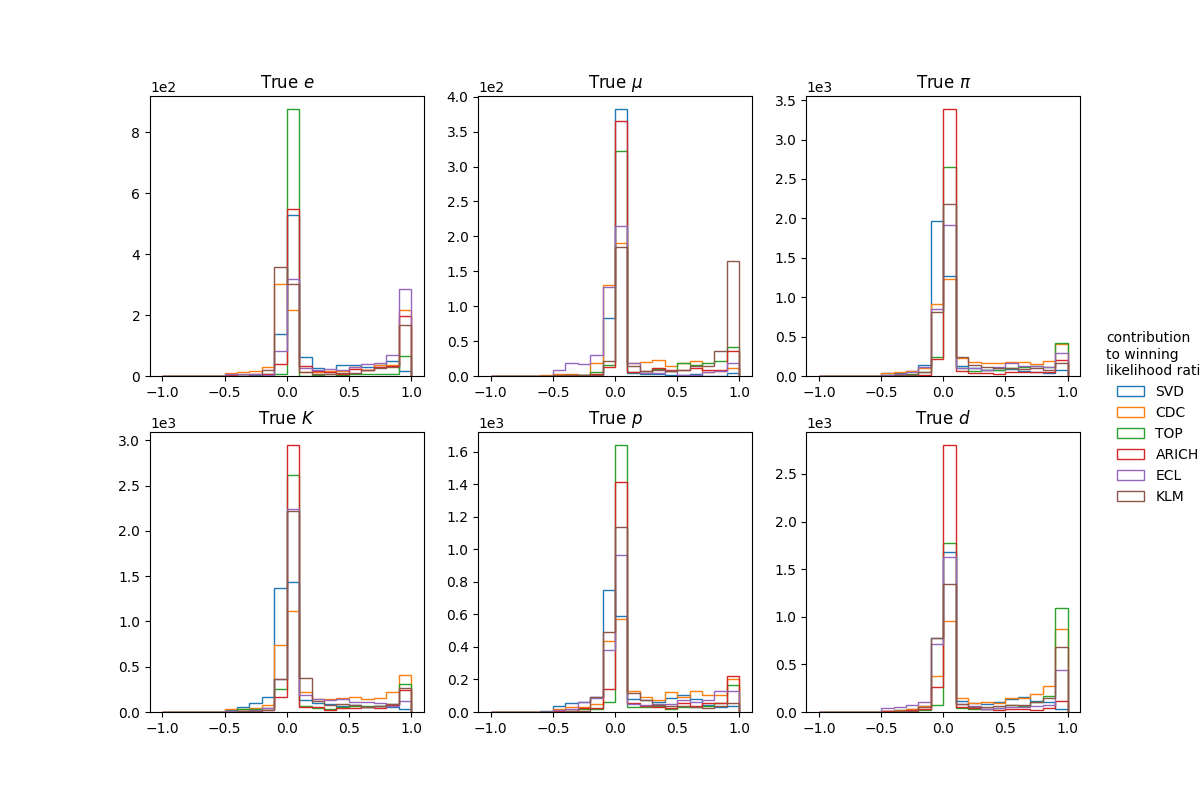 True e
True μ
True π
1e2
1e2
1e3
8
6
4
2
0
4.0
3.5
3.0
2.5
2.0
1.5
1.0
0.5
0.0
3.5
3.0
2.5
2.0
1.5
1.0
0.5
0.0
−1.0 −0.5 0.0 0.5 1.0
−1.0 −0.5 0.0 0.5 1.0
−1.0 −0.5 0.0 0.5 1.0
True K
True p
True d
1e3
1e3
1e3
3.0
2.5
2.0
1.5
1.0
0.5
0.0
1.6
1.4
1.2
1.0
0.8
0.6
0.4
0.2
0.0
2.5
2.0
1.5
1.0
0.5
0.0
−1.0 −0.5 0.0 0.5 1.0
−1.0 −0.5 0.0 0.5 1.0
−1.0 −0.5 0.0 0.5 1.0
contribution
to winning
likelihood rati
SVD
CDC
TOP
ARICH
ECL
KLM